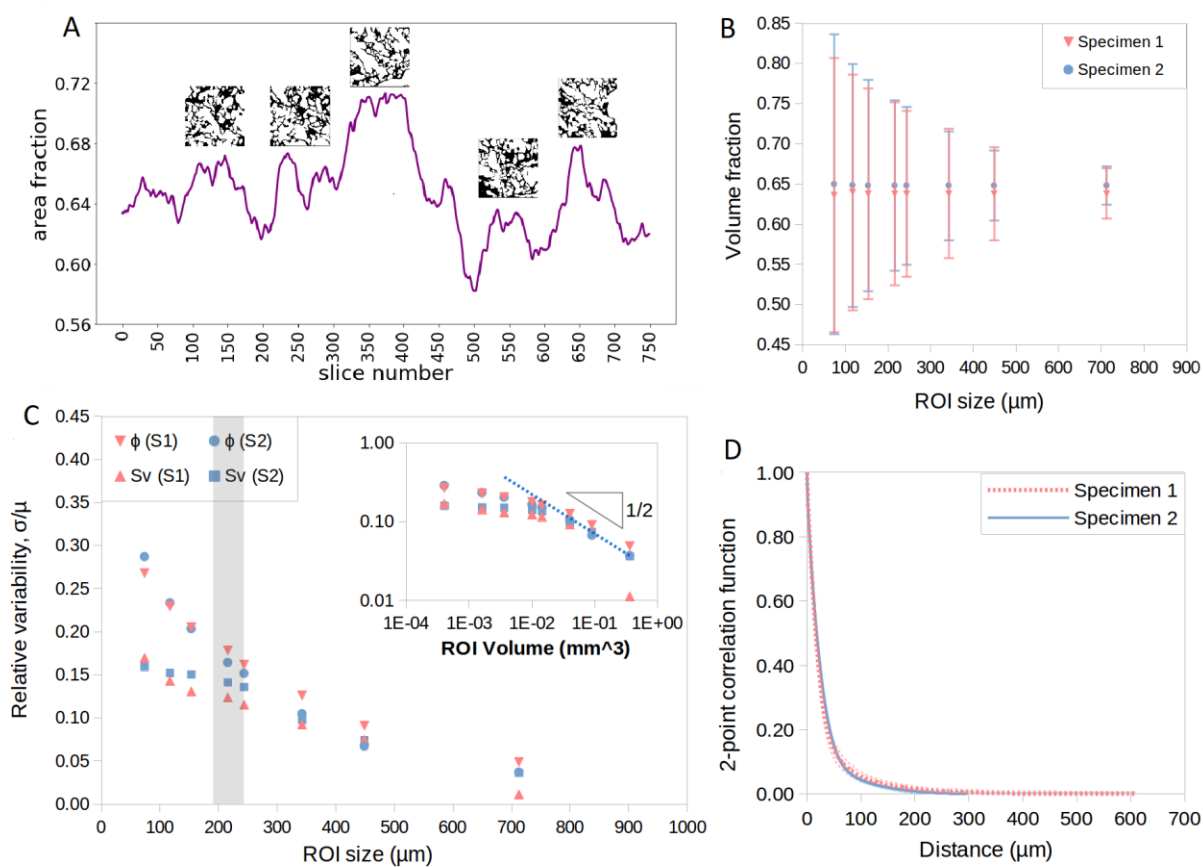 A
area fraction
0.72
0.68
0.64
0.60
0.56
0
50
100
150
200
250
300
350
400
450
500
550
600
650
700
750
slice number
B
Volume fraction
0.85
0.80
0.75
0.70
0.65
0.60
0.55
0.50
0.45
Specimen 1
Specimen 2
0 100 200 300 400 500 600 700 800 900
ROI size (µm)
C
Relative variability, σ/µ
0.45
0.40
0.35
0.30
0.25
0.20
0.15
0.10
0.05
0.00
ϕ (S1) ϕ (S2)
Sv (S1) Sv (S2)
1.00
0.10
0.01
1/2
1E-04 1E-03 1E-02 1E-01 1E+00
ROI Volume (mm^3)
0 100 200 300 400 500 600 700 800 900 1000
ROI size (µm)
D
2-point correlation function
1.00
0.80
0.60
0.40
0.20
0.00
Specimen 1
Specimen 2
0 100 200 300 400 500 600 700
Distance (µm)